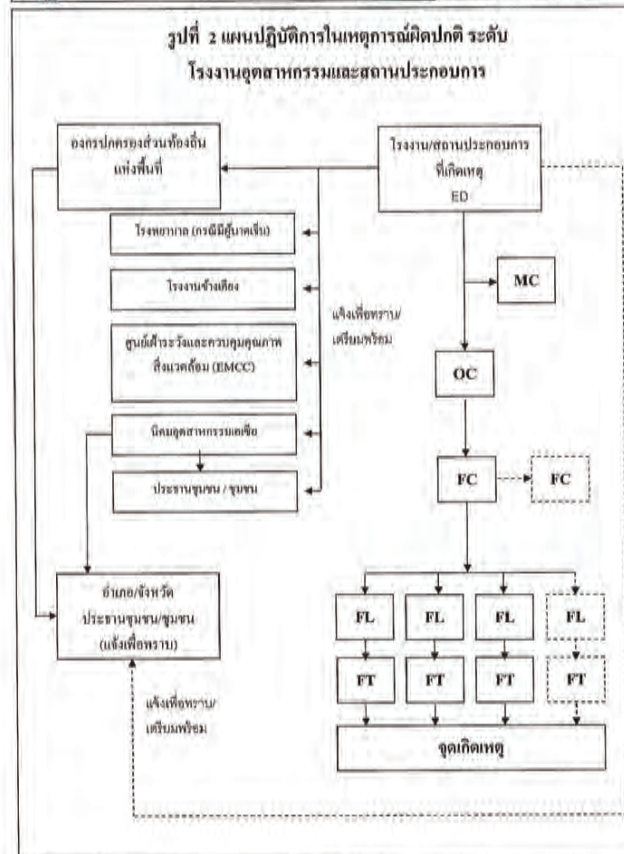 รูปที่ 2 แผนปฏิบัติการในเหตุการณ์ผิดปกติ ระดับ
โรงงานอุตสาหกรรมและสถานประกอบการ
องกรปกครองส่วนท้องถิ่น
แห่งพื้นที่
โรงงาน/สถานประกอบการ
ที่เกิดเหตุ
ED
โรงพยาบาล (กรณีมีผู้บาดเจ็บ)
โรงงานข้างเคียง
ศูนย์เฝ้าระวังและควบคุมคุณภาพ
สิ่งแวดล้อม (EMCC)
นิคมอุตสาหกรรมเอเซีย
ประธานชุมชน / ชุมชน
แจ้งเพื่อทราบ/
เตรียมพร้อม
MC
OC
FC
FC
อำเภอ/จังหวัด
ประธานชุมชน/ชุมชน
(แจ้งเพื่อทราบ)
FL
FL
FL
FL
FT
FT
FT
FT
แจ้งเพื่อทราบ/
เตรียมพร้อม
จุดเกิดเหตุ